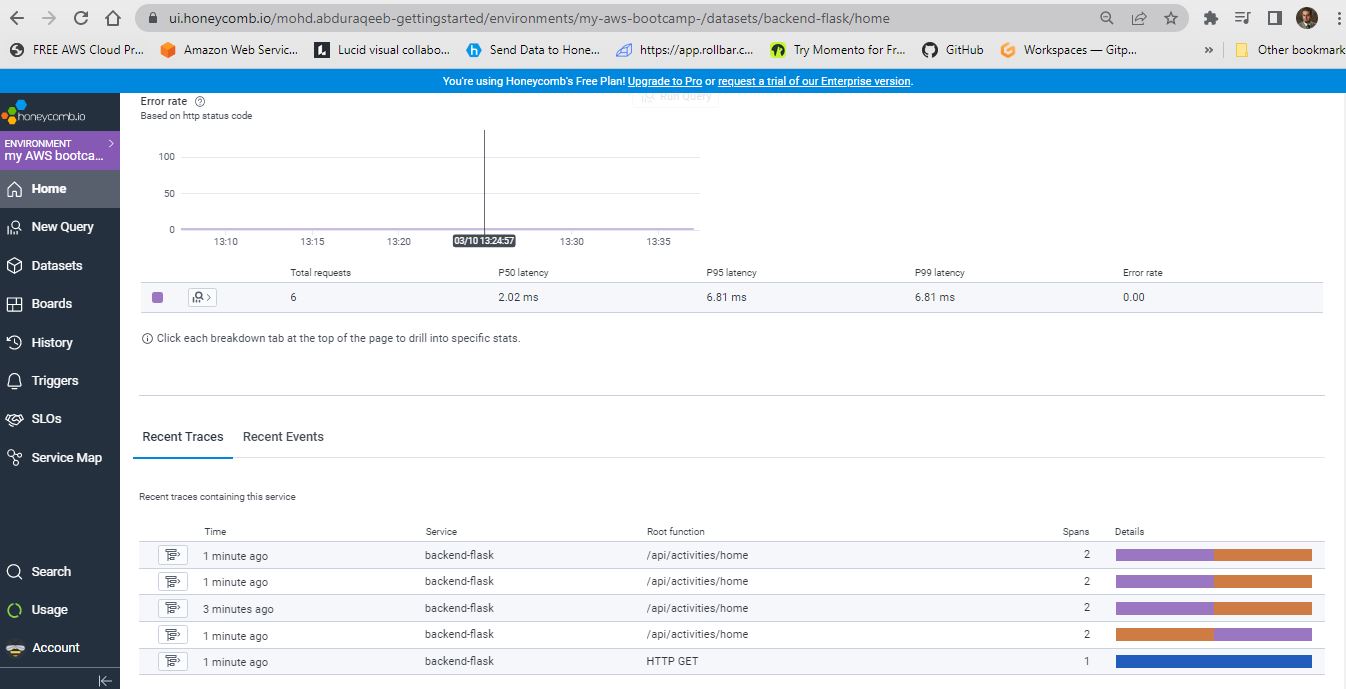 ui.honeycomb.io/mohd.abduraqeeb-gettingstarted/environments/my-aws-bootcamp-/datasets/backend-flask/home
FREE AWS Cloud Pr... Amazon Web Servic... Lucid visual collabo... Send Data to Hone... https://app.rollbar.c... Try Momento for Fr... GitHub Workspaces — Gitp... » Other bookmark
You're using Honeycomb's Free Plan! Upgrade to Pro or request a trial of our Enterprise version.
honeycomb.io
ENVIRONMENT
my AWS bootca...
Home
New Query
Datasets
Boards
History
Triggers
SLOs
Service Map
Search
Usage
Account
Run Query
Error rate
Based on http status code
100
50
0
13:10 13:15 13:20 03/10 13:24:57 13:30 13:35
Total requests P50 latency P95 latency P99 latency Error rate
6 2.02 ms 6.81 ms 6.81 ms 0.00
Click each breakdown tab at the top of the page to drill into specific stats.
Recent Traces Recent Events
Recent traces containing this service
Time Service Root function Spans Details
1 minute ago backend-flask /api/activities/home 2
1 minute ago backend-flask /api/activities/home 2
3 minutes ago backend-flask /api/activities/home 2
1 minute ago backend-flask /api/activities/home 2
1 minute ago backend-flask HTTP GET 1